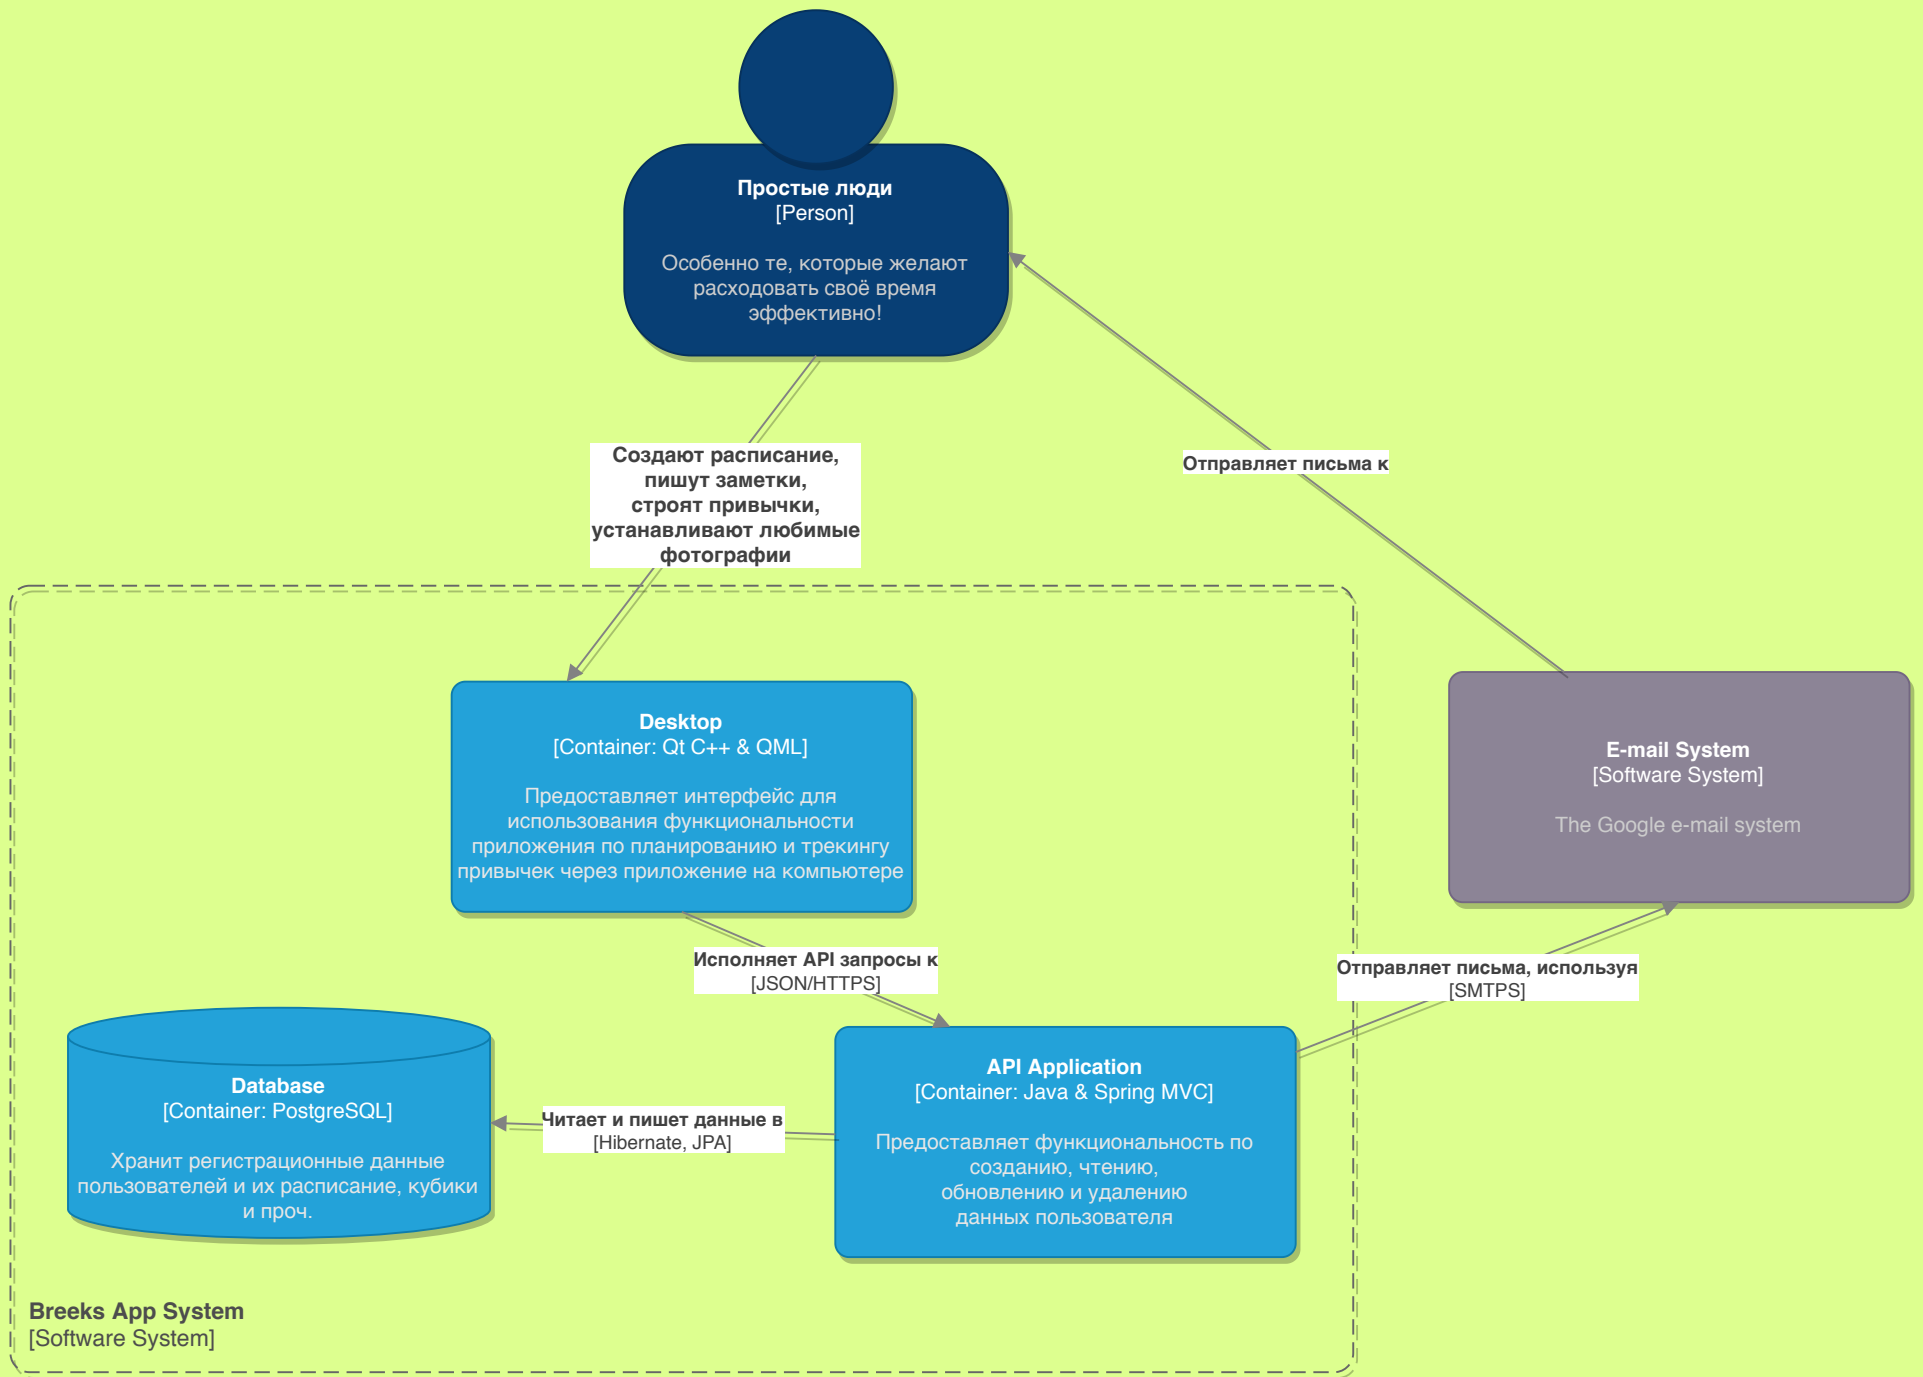 Простые люди
[Person]
Особенно те, которые желают
расходовать своё время
эффективно!
Создают расписание,
пишут заметки,
строят привычки,
устанавливают любимые
фотографии
Отправляет письма к
Desktop
[Container: Qt C++ & QML]
Предоставляет интерфейс для
использования функциональности
приложения по планированию и трекингу
привычек через приложение на компьютере
E-mail System
[Software System]
The Google e-mail system
Исполняет API запросы к
[JSON/HTTPS]
Отправляет письма, используя
[SMTPS]
Database
[Container: PostgreSQL]
Хранит регистрационные данные
пользователей и их расписание, кубики
и проч.
Читает и пишет данные в
[Hibernate, JPA]
API Application
[Container: Java & Spring MVC]
Предоставляет функциональность по
созданию, чтению,
обновлению и удалению
данных пользователя
Breeks App System
[Software System]